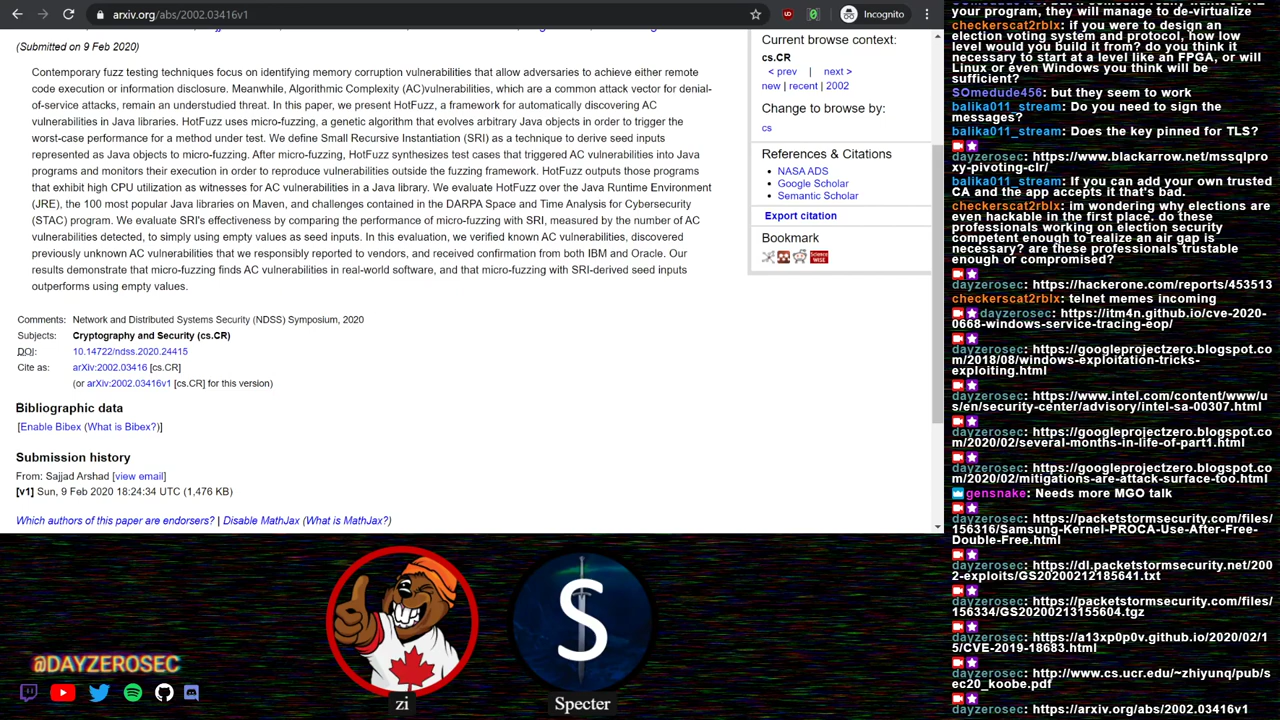 arxiv.org/abs/2002.03416v1
Incognito
(Submitted on 9 Feb 2020)
Contemporary fuzz testing techniques focus on identifying memory corruption vulnerabilities that allow adversaries to achieve either remote
code execution or information disclosure. Meanwhile, Algorithmic Complexity (AC)vulnerabilities, which are a common attack vector for denial-
of-service attacks, remain an understudied threat. In this paper, we present HotFuzz, a framework for automatically discovering AC
vulnerabilities in Java libraries. HotFuzz uses micro-fuzzing, a genetic algorithm that evolves arbitrary Java objects in order to trigger the
worst-case performance for a method under test. We define Small Recursive Instantiation (SRI) as a technique to derive seed inputs
represented as Java objects to micro-fuzzing. After micro-fuzzing, HotFuzz synthesizes test cases that triggered AC vulnerabilities into Java
programs and monitors their execution in order to reproduce vulnerabilities outside the fuzzing framework. HotFuzz outputs those programs
that exhibit high CPU utilization as witnesses for AC vulnerabilities in a Java library. We evaluate HotFuzz over the Java Runtime Environment
(JRE), the 100 most popular Java libraries on Maven, and challenges contained in the DARPA Space and Time Analysis for Cybersecurity
(STAC) program. We evaluate SRI's effectiveness by comparing the performance of micro-fuzzing with SRI, measured by the number of AC
vulnerabilities detected, to simply using empty values as seed inputs. In this evaluation, we verified known AC vulnerabilities, discovered
previously unknown AC vulnerabilities that we responsibly reported to vendors, and received confirmation from both IBM and Oracle. Our
results demonstrate that micro-fuzzing finds AC vulnerabilities in real-world software, and that micro-fuzzing with SRI-derived seed inputs
outperforms using empty values.
Comments: Network and Distributed Systems Security (NDSS) Symposium, 2020
Subjects: Cryptography and Security (cs.CR)
DOI: 10.14722/ndss.2020.24415
Cite as: arXiv:2002.03416 [cs.CR]
(or arXiv:2002.03416v1 [cs.CR] for this version)
Bibliographic data
[Enable Bibex (What is Bibex?)]
Submission history
From: Sajjad Arshad [view email]
[v1] Sun, 9 Feb 2020 18:24:34 UTC (1,476 KB)
Which authors of this paper are endorsers? | Disable MathJax (What is MathJax?)
Current browse context:
cs.CR
< prev | next >
new | recent | 2002
Change to browse by:
cs
References & Citations
NASA ADS
Google Scholar
Semantic Scholar
Export citation
Bookmark
Science
WISE
your program, they will manage to de-virtualize
checkerscat2rblx: if you were to design an
election voting system and protocol, how low
level would you build it from? do you think it
necessary to start at a level like an FPGA, or will
Linux or even Windows you think will be
sufficient?
SOmedude456: but they seem to work
balika011_stream: Do you need to sign the
messages?
balika011_stream: Does the key pinned for TLS?
dayzerosec: https://www.blackarrow.net/mssqlpro
xy-pivoting-clr/
balika011_stream: If you can add your own trusted
CA and the app accepts it that's bad.
checkerscat2rblx: im wondering why elections are
even hackable in the first place. do these
professionals working on election security
competent enough to realize an air gap is
necessary? are these professionals trustable
enough or compromised?
dayzerosec: https://hackerone.com/reports/453513
checkerscat2rblx: telnet memes incoming
dayzerosec: https://itm4n.github.io/cve-2020-
0668-windows-service-tracing-eop/
dayzerosec: https://googleprojectzero.blogspot.co
m/2018/08/windows-exploitation-tricks-
exploiting.html
dayzerosec: https://www.intel.com/content/www/u
s/en/security-center/advisory/intel-sa-00307.html
dayzerosec: https://googleprojectzero.blogspot.co
m/2020/02/several-months-in-life-of-part1.html
dayzerosec: https://googleprojectzero.blogspot.co
m/2020/02/mitigations-are-attack-surface-too.html
gensnake: Needs more MGO talk
dayzerosec: https://packetstormsecurity.com/files/
156316/Samsung-Kernel-PROCA-Use-After-Free-
Double-Free.html
dayzerosec: https://dl.packetstormsecurity.net/200
2-exploits/GS20200212185641.txt
dayzerosec: https://packetstormsecurity.com/files/
156334/GS20200213155604.tgz
dayzerosec: https://a13xp0p0v.github.io/2020/02/1
5/CVE-2019-18683.html
dayzerosec: http://www.cs.ucr.edu/~zhiyunq/pub/s
ec20_koobe.pdf
dayzerosec: https://arxiv.org/abs/2002.03416v1
@DAYZEROSEC
S
zi
Specter